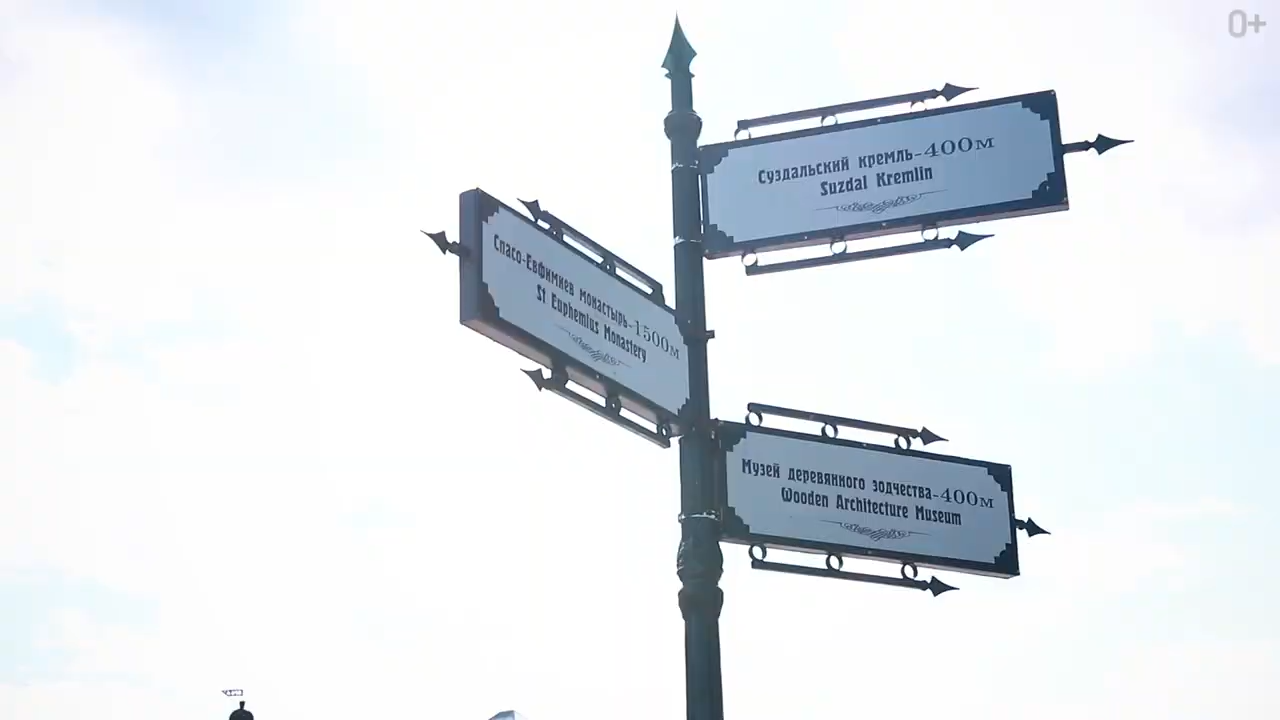 0+
Суздальский кремль-400м
Suzdal Kremlin
Спасо-Евфимиев монастырь-1500м
St Euphemius Monastery
Музей деревянного зодчества-400м
Wooden Architecture Museum